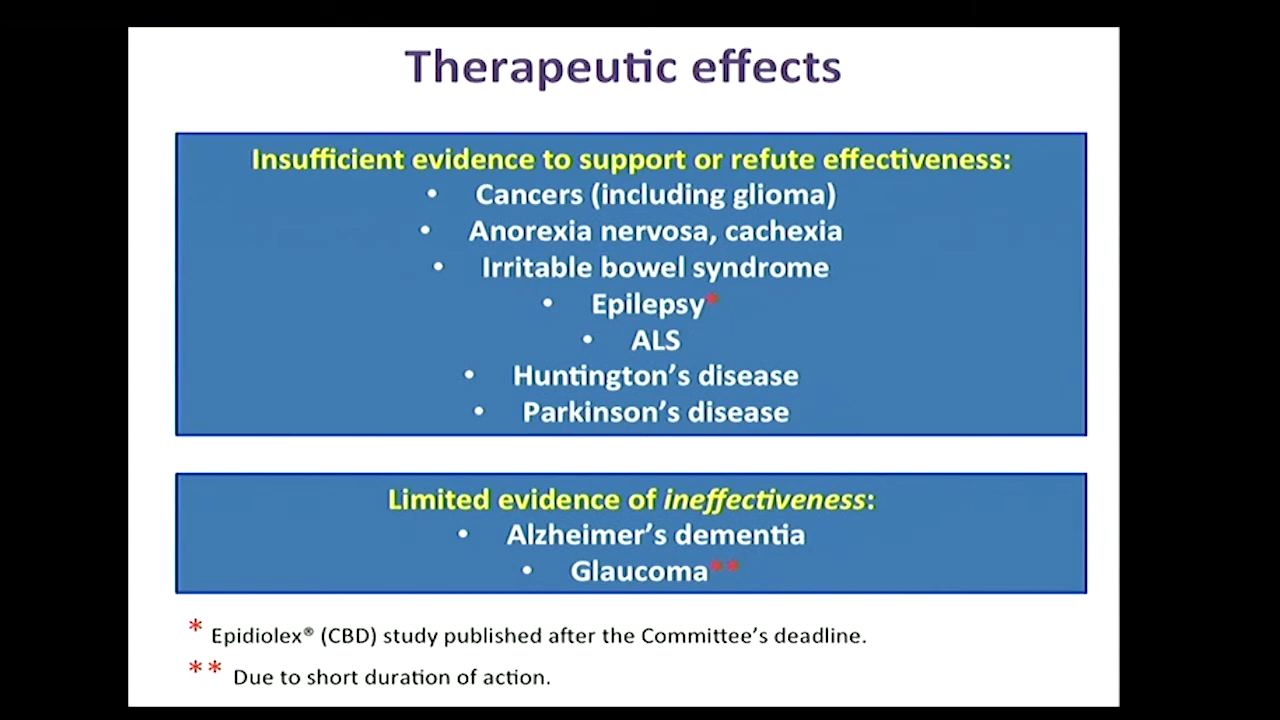 Therapeutic effects
Insufficient evidence to support or refute effectiveness:
• Cancers (including glioma)
• Anorexia nervosa, cachexia
• Irritable bowel syndrome
• Epilepsy*
• ALS
• Huntington’s disease
• Parkinson’s disease
Limited evidence of ineffectiveness:
• Alzheimer’s dementia
• Glaucoma**
* Epidiolex® (CBD) study published after the Committee’s deadline.
** Due to short duration of action.